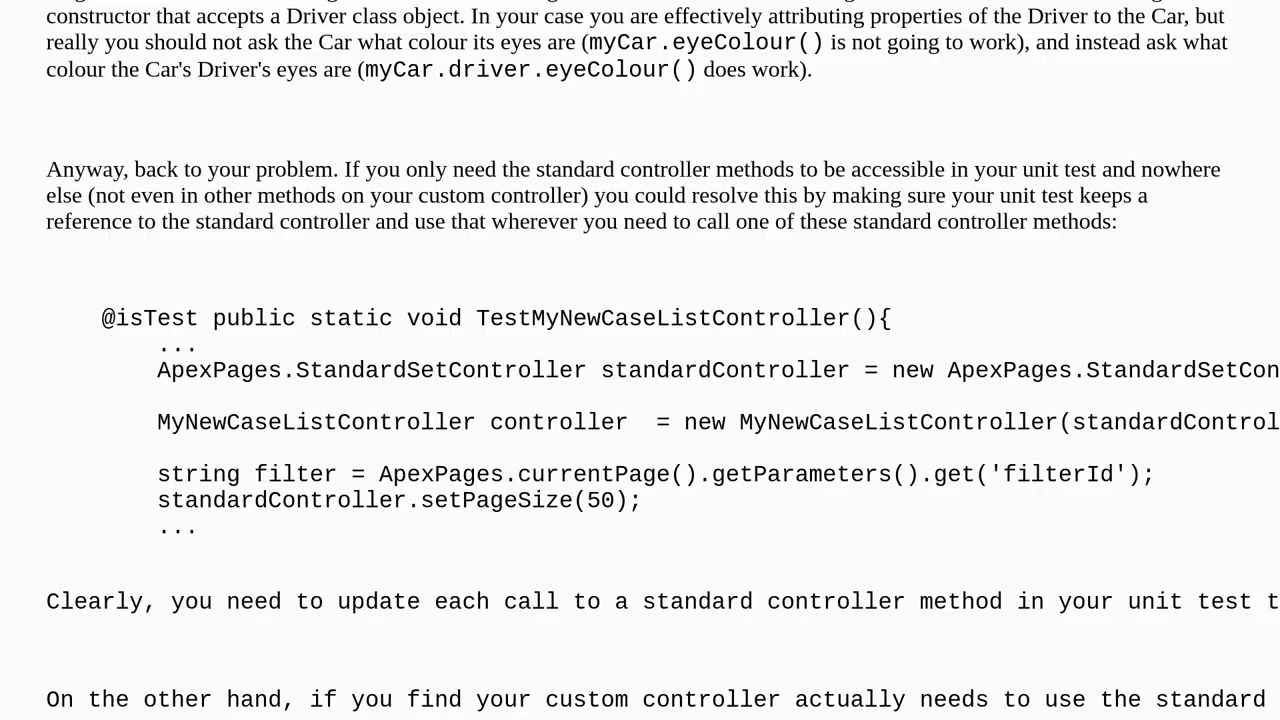 constructor that accepts a Driver class object. In your case you are effectively attributing properties of the Driver to the Car, but
really you should not ask the Car what colour its eyes are (myCar.eyeColour() is not going to work), and instead ask what
colour the Car's Driver's eyes are (myCar.driver.eyeColour() does work).
Anyway, back to your problem. If you only need the standard controller methods to be accessible in your unit test and nowhere
else (not even in other methods on your custom controller) you could resolve this by making sure your unit test keeps a
reference to the standard controller and use that wherever you need to call one of these standard controller methods:
@isTest public static void TestMyNewCaseListController(){
...
ApexPages.StandardSetController standardController = new ApexPages.StandardSetCon
MyNewCaseListController controller  = new MyNewCaseListController(standardControl
string filter = ApexPages.currentPage().getParameters().get('filterId');
standardController.setPageSize(50);
...
Clearly, you need to update each call to a standard controller method in your unit test t
On the other hand, if you find your custom controller actually needs to use the standard